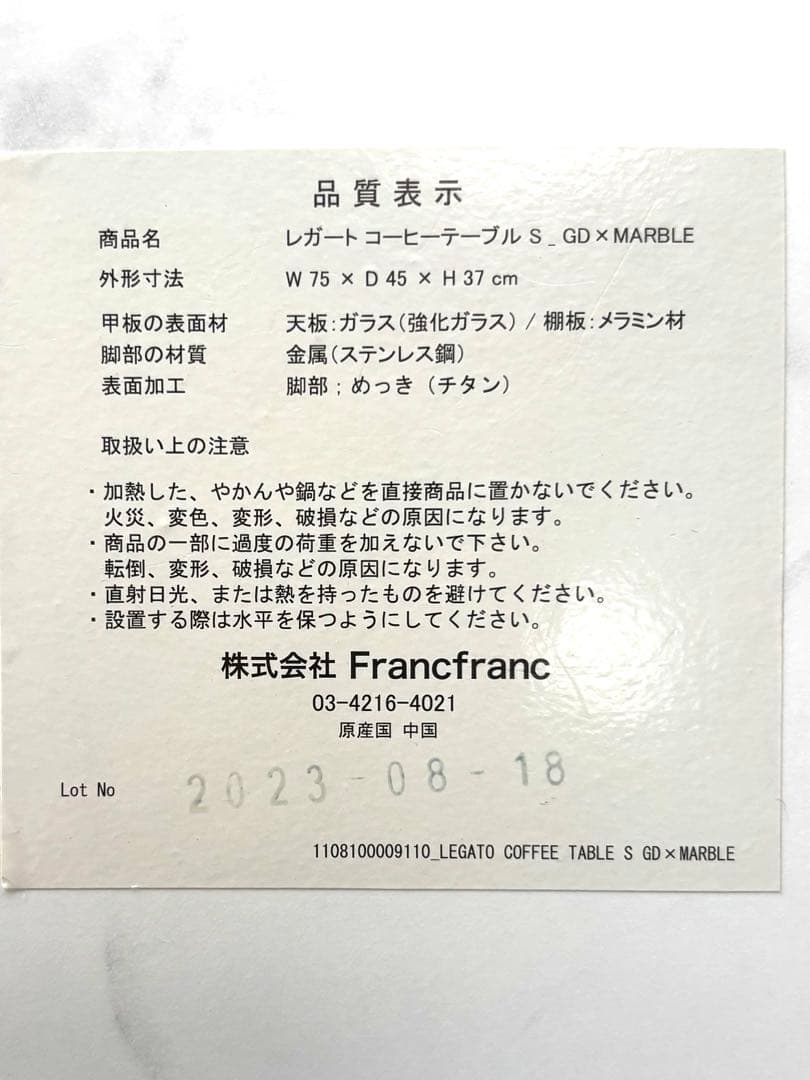 品質表示
商品名 レガート コーヒーテーブル S _ GD×MARBLE
外形寸法 W 75 × D 45 × H 37 cm
甲板の表面材 天板:ガラス(強化ガラス) / 棚板:メラミン材
脚部の材質 金属(ステンレス鋼)
表面加工 脚部 ; めっき (チタン)
取扱い上の注意
・加熱した、やかんや鍋などを直接商品に置かないでください。
火災、変色、変形、破損などの原因になります。
・商品の一部に過度の荷重を加えないで下さい。
転倒、変形、破損などの原因になります。
・直射日光、または熱を持ったものを避けてください。
・設置する際は水平を保つようにしてください。
株式会社 Francfranc
03-4216-4021
原産国 中国
Lot No 2023-08-18
1108100009110_LEGATO COFFEE TABLE S GD×MARBLE